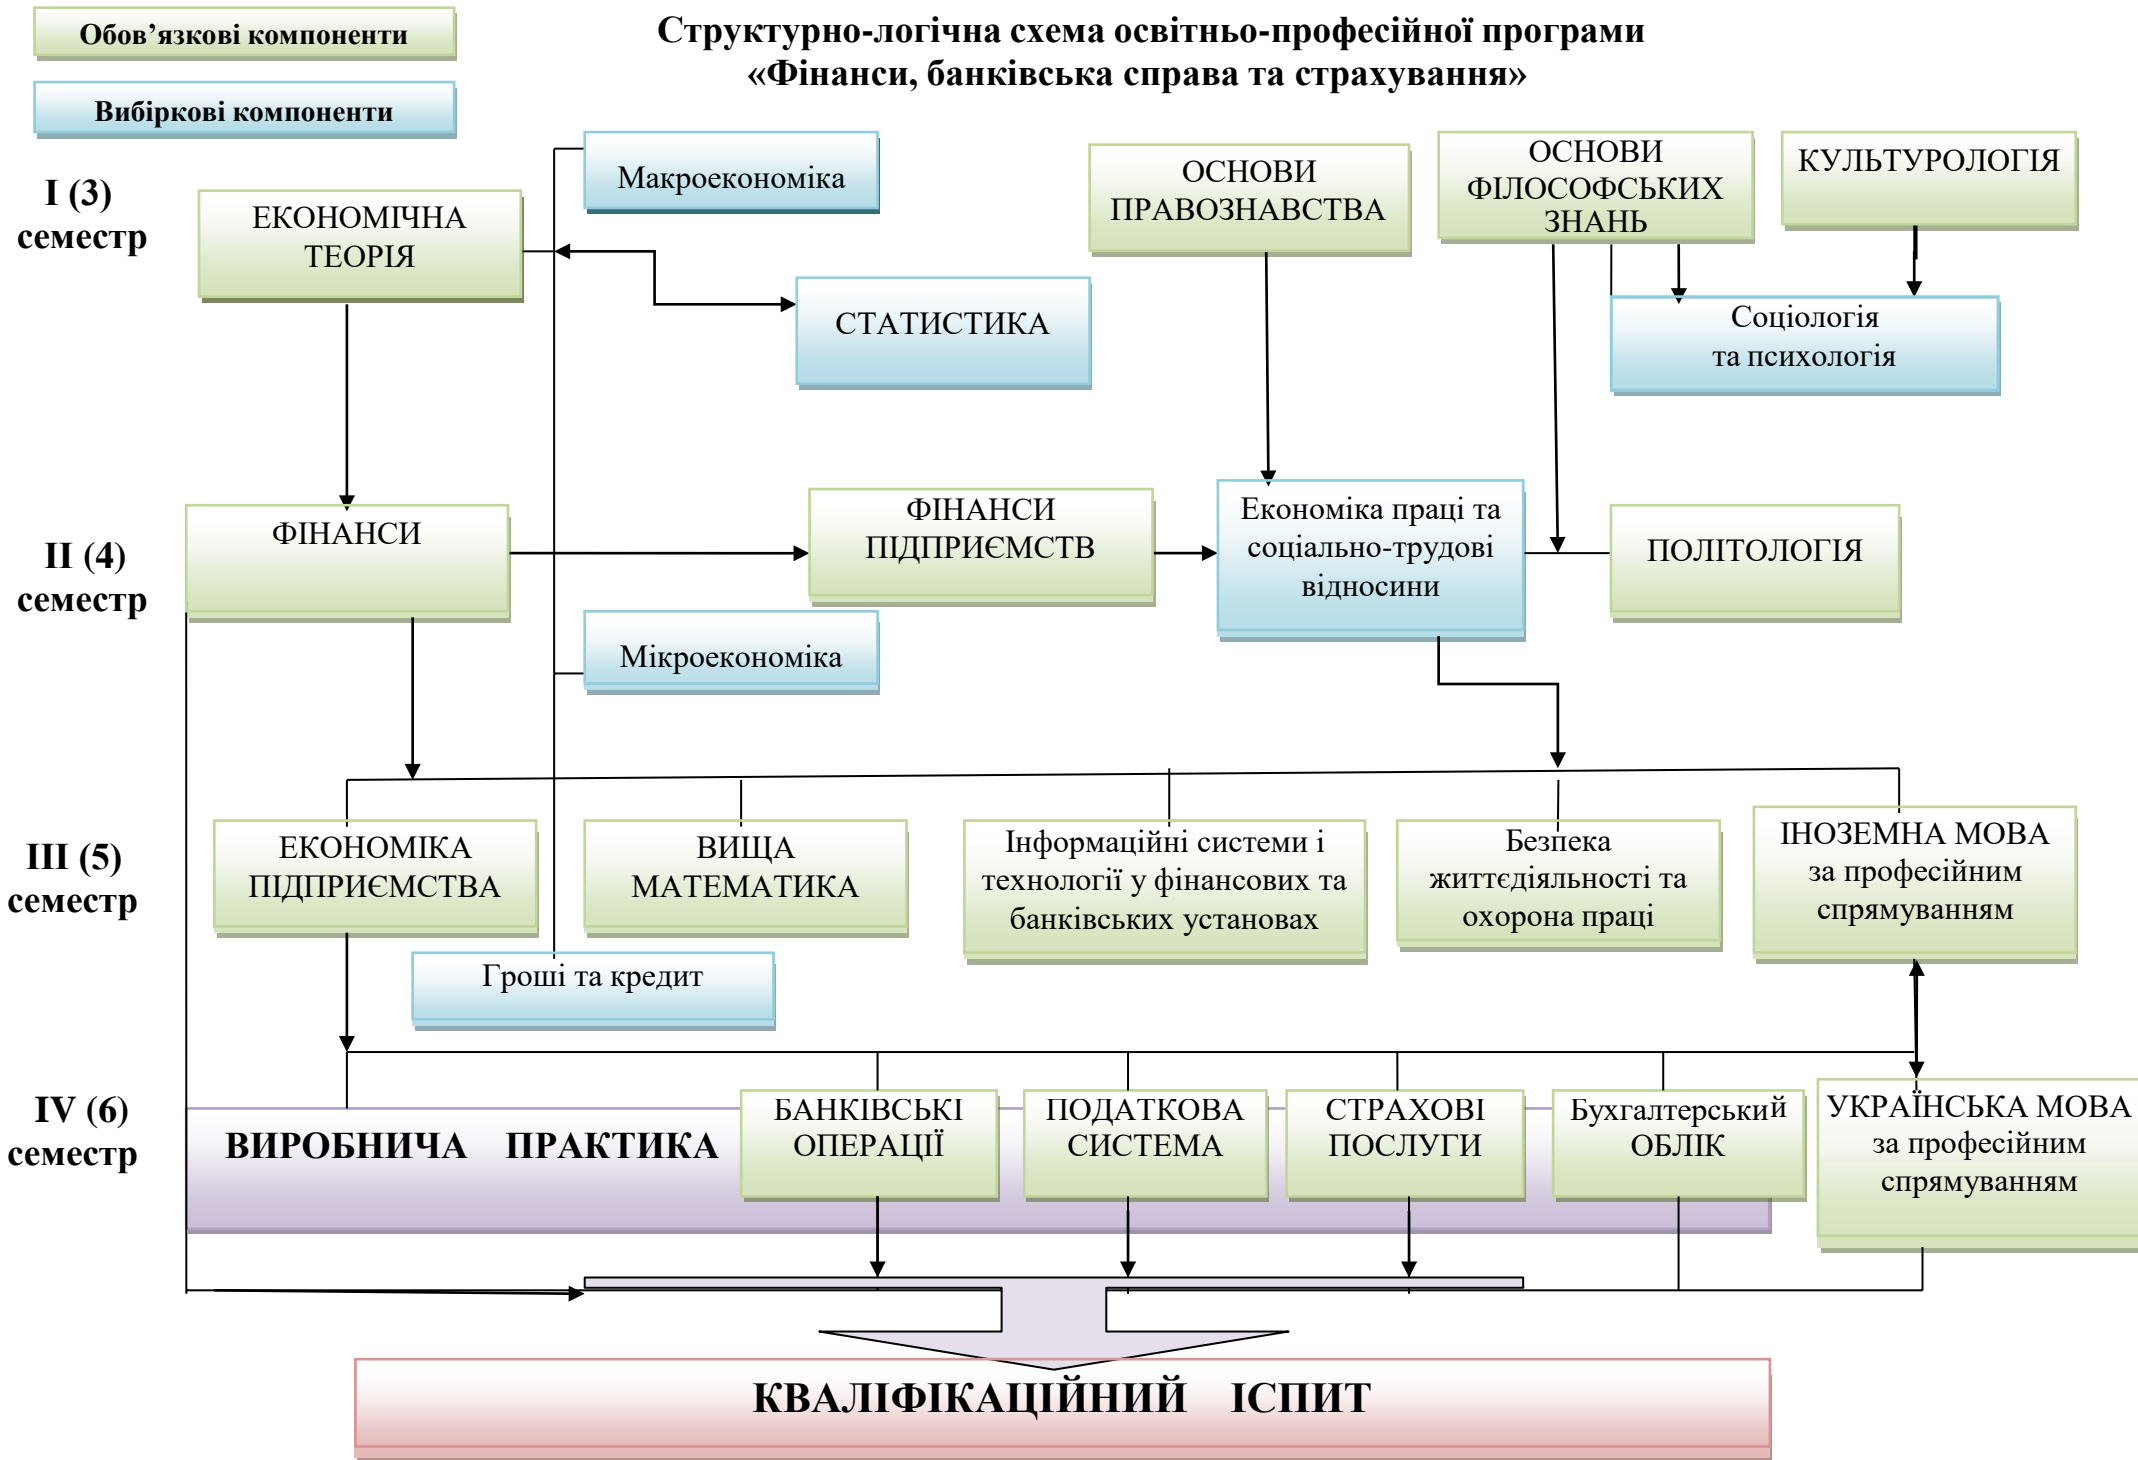 Обов’язкові компоненти
Вибіркові компоненти
Структурно-логічна схема освітньо-професійної програми
«Фінанси, банківська справа та страхування»
І (3)
семестр
ЕКОНОМІЧНА
ТЕОРІЯ
Макроекономіка
СТАТИСТИКА
ОСНОВИ
ПРАВОЗНАВСТВА
ОСНОВИ
ФІЛОСОФСЬКИХ
ЗНАНЬ
КУЛЬТУРОЛОГІЯ
Соціологія
та психологія
ІІ (4)
семестр
ФІНАНСИ
ФІНАНСИ
ПІДПРИЄМСТВ
Економіка праці та
соціально-трудові
відносини
ПОЛІТОЛОГІЯ
Мікроекономіка
ІІІ (5)
семестр
ЕКОНОМІКА
ПІДПРИЄМСТВА
ВИЩА
МАТЕМАТИКА
Інформаційні системи і
технології у фінансових та
банківських установах
Безпека
життєдіяльності та
охорона праці
ІНОЗЕМНА МОВА
за професійним
спрямуванням
Гроші та кредит
IV (6)
семестр
ВИРОБНИЧА ПРАКТИКА
БАНКІВСЬКІ
ОПЕРАЦІЇ
ПОДАТКОВА
СИСТЕМА
СТРАХОВІ
ПОСЛУГИ
Бухгалтерський
ОБЛІК
УКРАЇНСЬКА МОВА
за професійним
спрямуванням
КВАЛІФІКАЦІЙНИЙ ІСПИТ